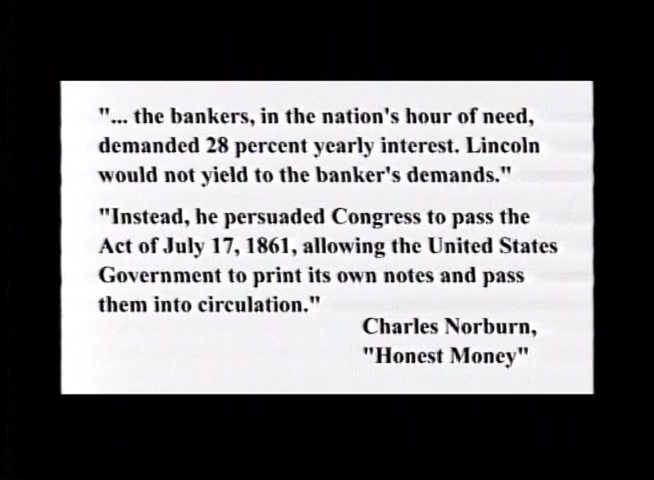 "... the bankers, in the nation's hour of need,
demanded 28 percent yearly interest. Lincoln
would not yield to the banker's demands."
"Instead, he persuaded Congress to pass the
Act of July 17, 1861, allowing the United States
Government to print its own notes and pass
them into circulation."
Charles Norburn,
"Honest Money"